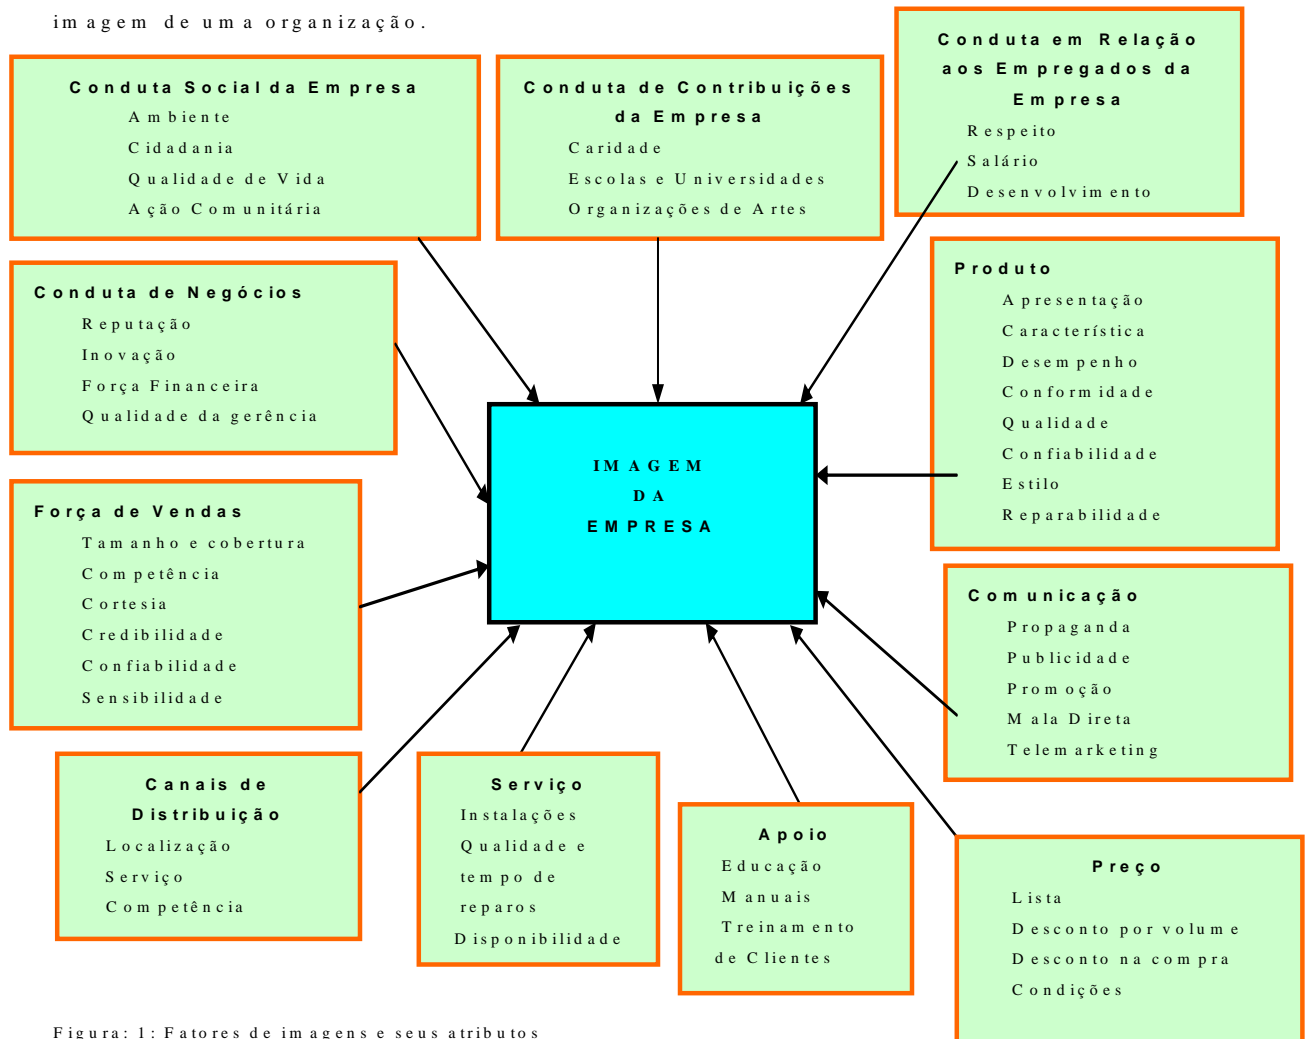 imagem de uma organização.
Conduta Social da Empresa
Ambiente
Cidadania
Qualidade de Vida
Ação Comunitária
Conduta de Contribuições
da Empresa
Caridade
Escolas e Universidades
Organizações de Artes
Conduta em Relação
aos Empregados da
Empresa
Respeito
Salário
Desenvolvimento
Conduta de Negócios
Reputação
Inovação
Força Financeira
Qualidade da gerência
Produto
Apresentação
Característica
Desempenho
Conformidade
Qualidade
Confiabilidade
Estilo
Reparabilidade
IMAGEM
DA
EMPRESA
Força de Vendas
Tamanho e cobertura
Competência
Cortesia
Credibilidade
Confiabilidade
Sensibilidade
Comunicação
Propaganda
Publicidade
Promoção
Mala Direta
Telemarketing
Canais de
Distribuição
Localização
Serviço
Competência
Serviço
Instalações
Qualidade e
tempo de
reparos
Disponibilidade
Apoio
Educação
Manuais
Treinamento
de Clientes
Preço
Lista
Desconto por volume
Desconto na compra
Condições
Figura: 1: Fatores de imagens e seus atributos